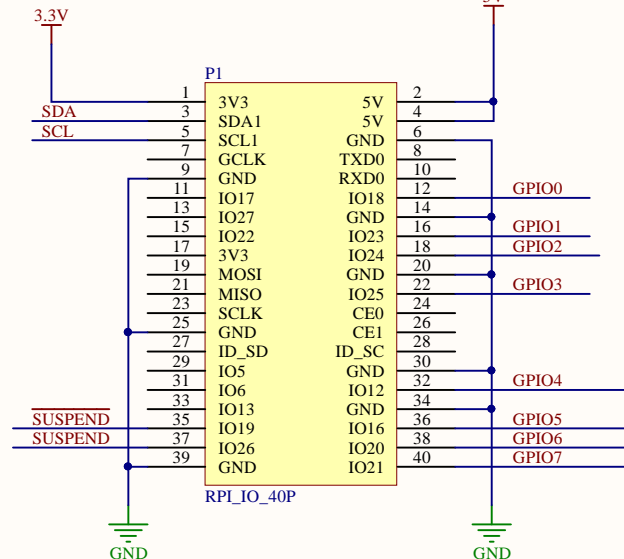 5V
3.3V
P1
1 3V3 5V 2
SDA 3 SDA1 5V 4
SCL 5 SCL1 GND 6
7 GCLK TXD0 8
9 GND RXD0 10
11 IO17 IO18 12 GPIO0
13 IO27 GND 14
15 IO22 IO23 16 GPIO1
17 3V3 IO24 18 GPIO2
19 MOSI GND 20
21 MISO IO25 22 GPIO3
23 SCLK CE0 24
25 GND CE1 26
27 ID_SD ID_SC 28
29 IO5 GND 30
31 IO6 IO12 32 GPIO4
33 IO13 GND 34
SUSPEND 35 IO19 IO16 36 GPIO5
SUSPEND 37 IO26 IO20 38 GPIO6
39 GND IO21 40 GPIO7
RPI_IO_40P
GND GND